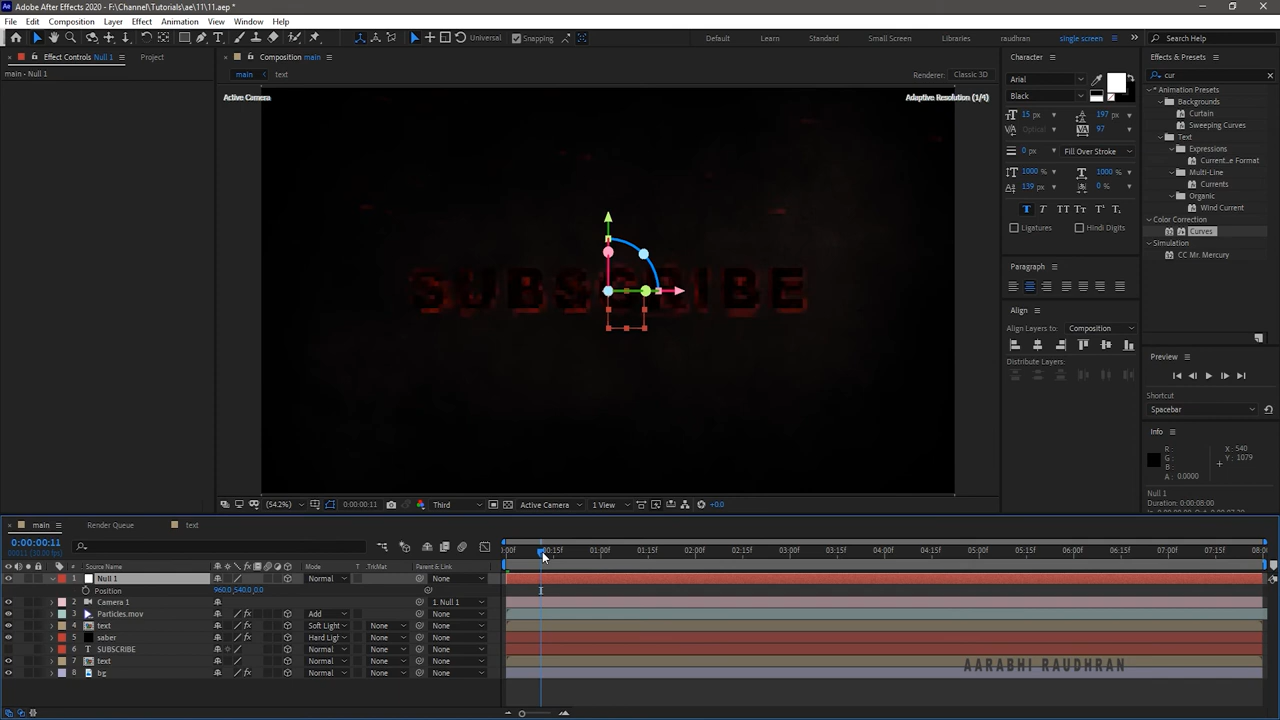 Adobe After Effects 2020 - F:\Channel\Tutorials\ae\11\11.aep *
File Edit Composition Layer Effect Animation View Window Help
Snapping Universal Default Learn Standard Small Screen Libraries raudhran single screen Search Help
Effect Controls Null 1 Project
main - Null 1
Composition main
main text
Renderer: Classic 3D
Active Camera
Adaptive Resolution (1/4)
SUBSCRIBE
(54.2%) 0:00:00:11 Third Active Camera 1 View +0.0
Character
Arial
Black
15 px 197 px
Optical 97
0 px Fill Over Stroke
1000 % 1000 %
139 px 0 %
Ligatures Hindi Digits
Paragraph
Align
Align Layers to: Composition
Distribute Layers:
Effects & Presets
cur
* Animation Presets
Backgrounds
Curtain
Sweeping Curves
Text
Expressions
Current...e Format
Multi-Line
Currents
Organic
Wind Current
Color Correction
Curves
Simulation
CC Mr. Mercury
Preview
Shortcut
Spacebar
Info
R :
G :
B :
A : 0.0000
X : 540
Y : 1079
Null 1
Duration: 0:00:08:00
main Render Queue text
0:00:00:11
00011 (30.00 fps)
# Source Name Mode T .TrkMat Parent & Link
1 Null 1 Normal None
Position 960.0,540.0,0.0
2 Camera 1 1. Null 1
3 Particles.mov Add None
4 text Soft Light None None
5 saber Hard Ligh None None
6 SUBSCRIBE Normal None None
7 text Normal None None
8 bg Normal None None
00:15f 01:00f 01:15f 02:00f 02:15f 03:00f 03:15f 04:00f 04:15f 05:00f 05:15f 06:00f 06:15f 07:00f 07:15f 08:0
AARABHI RAUDHRAN